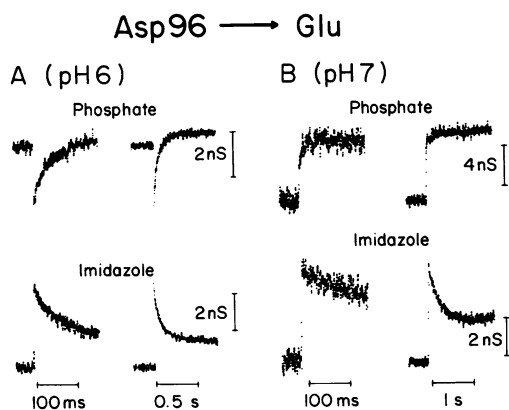 Asp96 ⟶ Glu
A (pH6)
Phosphate
2nS
Imidazole
2nS
100ms
0.5 s
B (pH7)
Phosphate
4nS
Imidazole
2nS
100ms
1 s